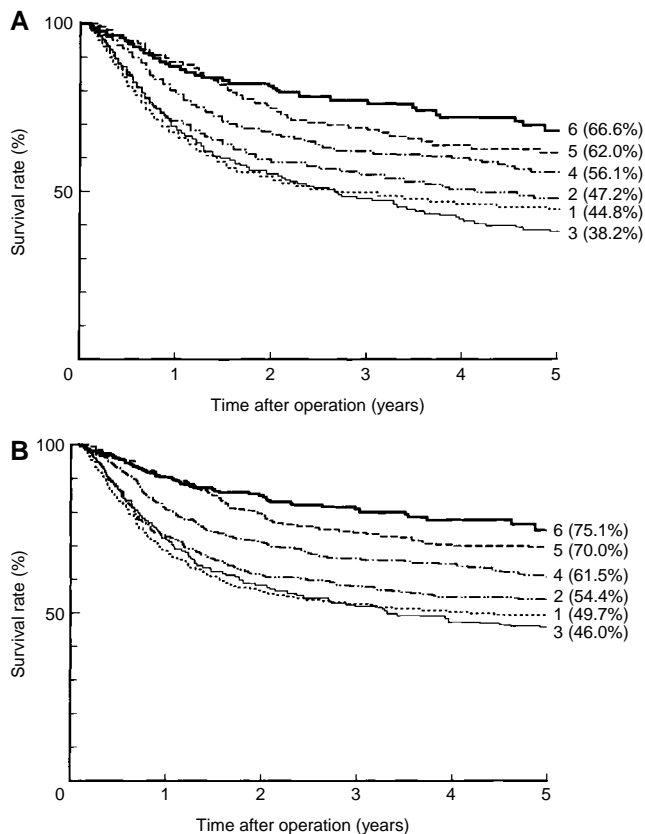 A
100
50
0
Survival rate (%)
6 (66.6%)
5 (62.0%)
4 (56.1%)
2 (47.2%)
1 (44.8%)
3 (38.2%)
1 2 3 4 5
Time after operation (years)
B
100
50
0
Survival rate (%)
6 (75.1%)
5 (70.0%)
4 (61.5%)
2 (54.4%)
1 (49.7%)
3 (46.0%)
1 2 3 4 5
Time after operation (years)